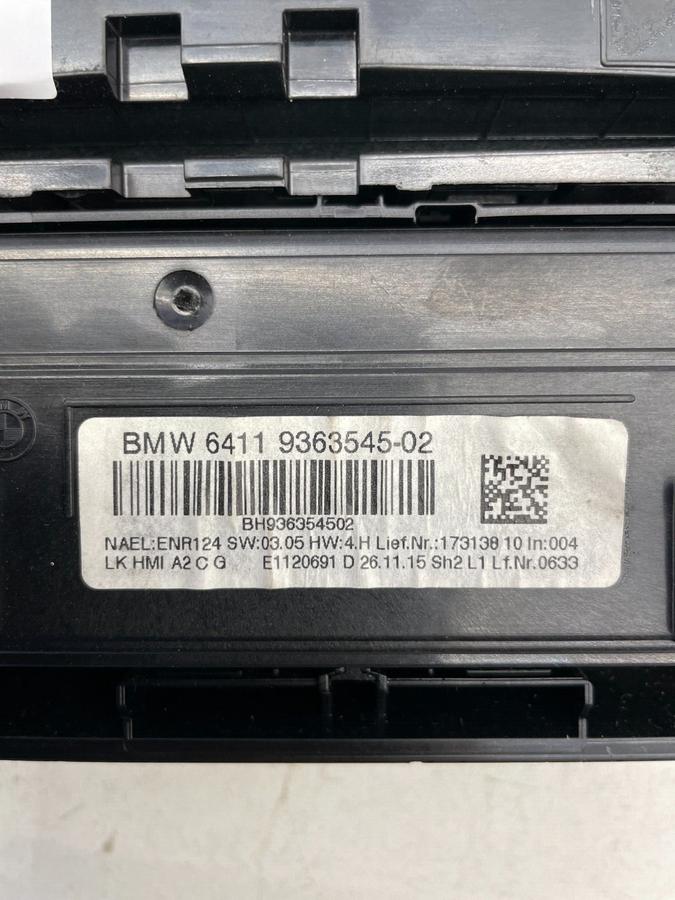 BMW 6411 9363545-02
BH936354502
NAEL:ENR124 SW:03.05 HW:4.H Lief.Nr.:173138 10 In:004
LK HMI A2 C G E1120691 D 26.11.15 Sh2 L1 Lf.Nr.0633